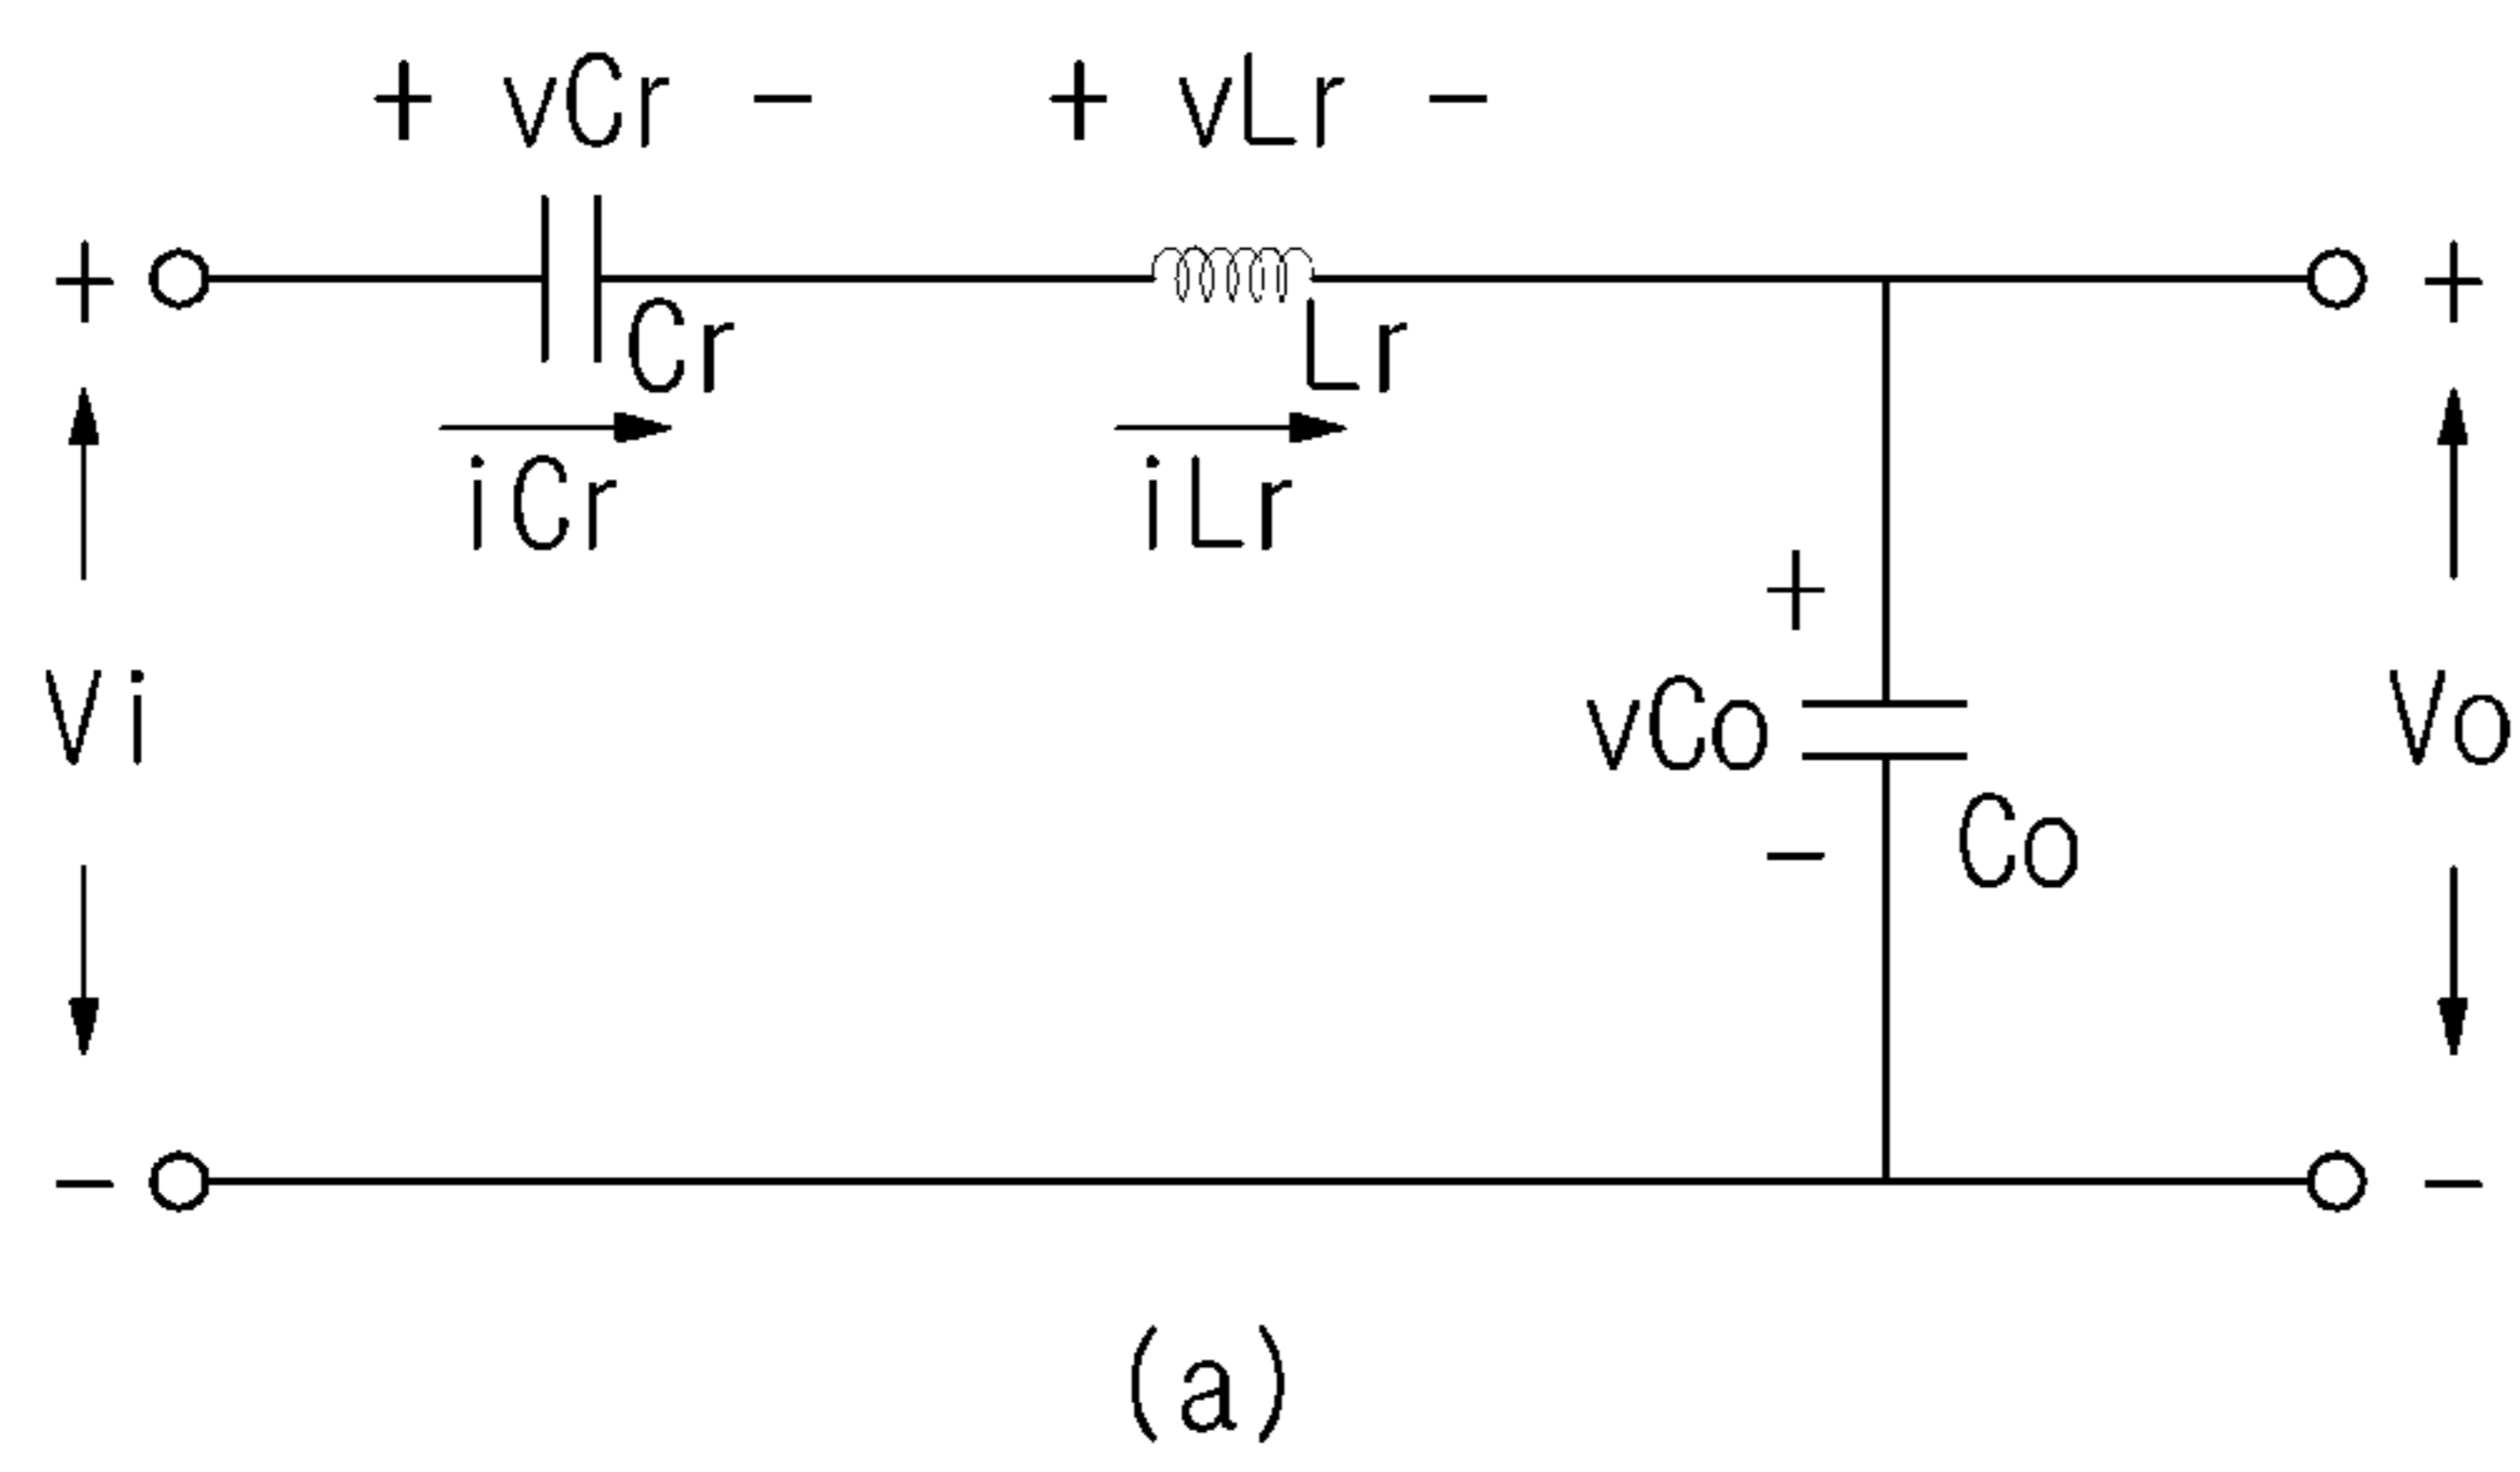 + vCr - + vLr -
+ +
Cr Lr
iCr iLr
+
Vi vCo Vo
Co
-
- -
(a)